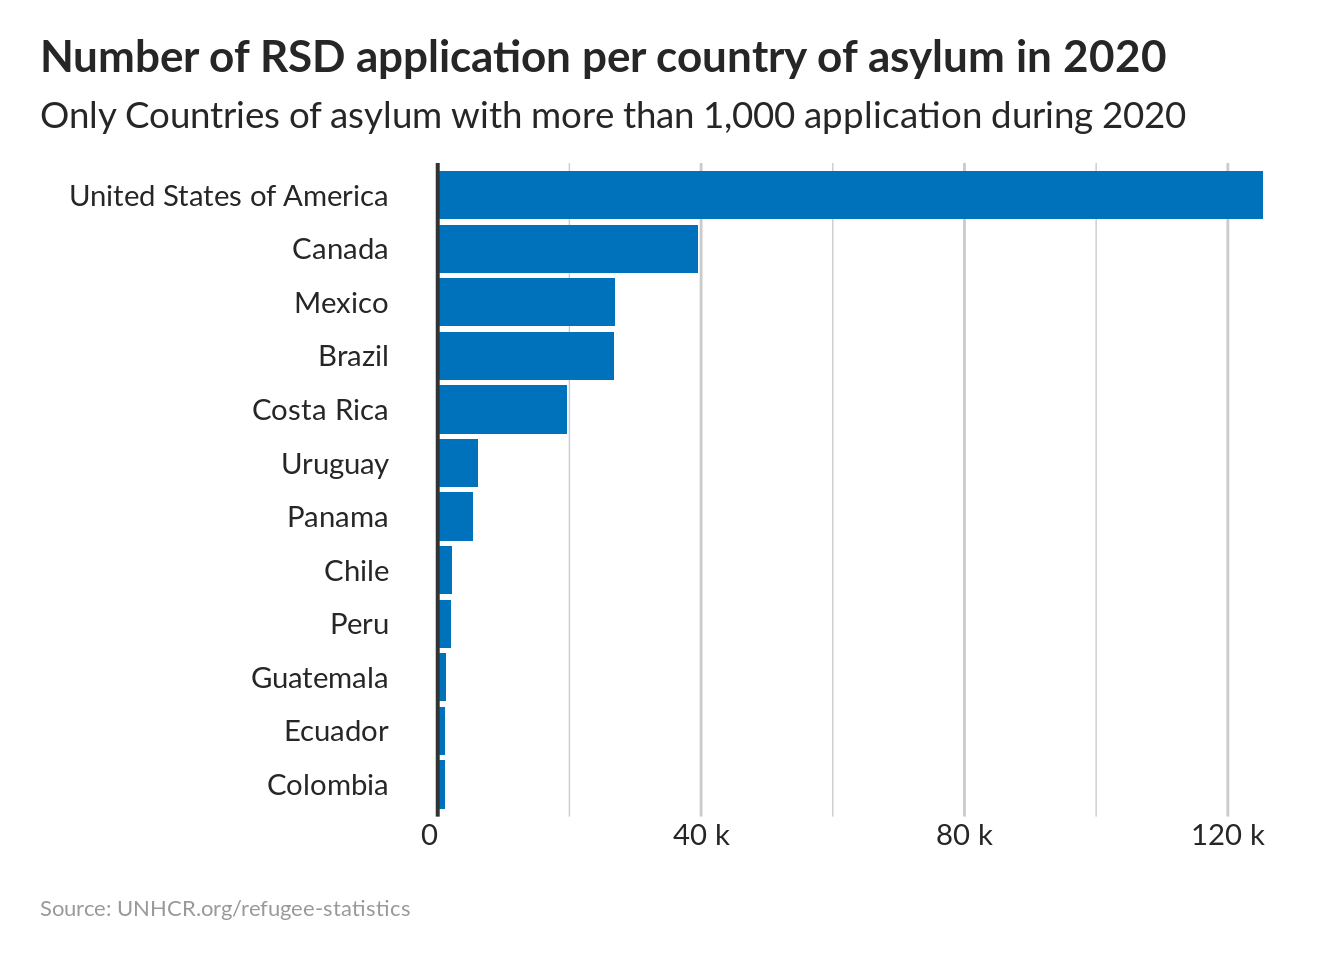 Number of RSD application per country of asylum in 2020
Only Countries of asylum with more than 1,000 application during 2020
United States of America
Canada
Mexico
Brazil
Costa Rica
Uruguay
Panama
Chile
Peru
Guatemala
Ecuador
Colombia
0 40 k 80 k 120 k
Source: UNHCR.org/refugee-statistics